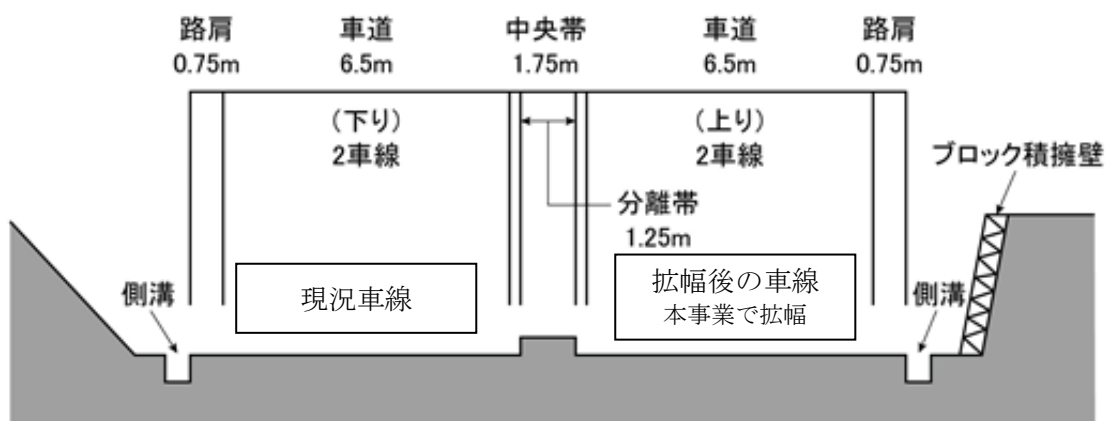 路肩
0.75m
車道
6.5m
中央帯
1.75m
車道
6.5m
路肩
0.75m
(下り)
2車線
(上り)
2車線
ブロック積擁壁
分離帯
1.25m
側溝
現況車線
拡幅後の車線
本事業で拡幅
側溝